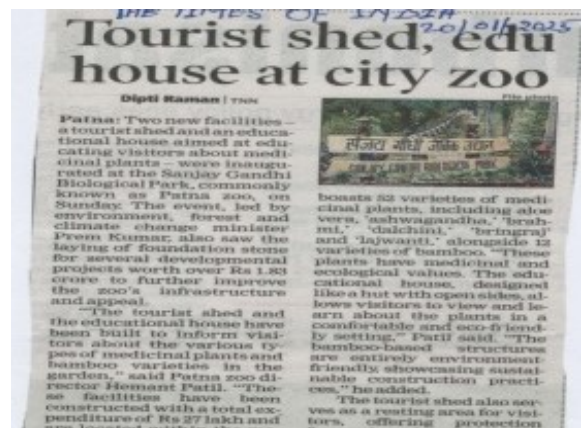 THE TIMES OF INDIA
20/01/2025
Tourist shed, edu
house at city zoo
Dipti Raman | TNN
File photo
Patna: Two new facilities –
a tourist shed and an educa-
tional house aimed at edu-
cating visitors about medi-
cinal plants – were inaugu-
rated at the Sanjay Gandhi
Biological Park, commonly
known as Patna zoo, on
Sunday. The event, led by
environment, forest and
climate change minister
Prem Kumar, also saw the
laying of foundation stone
for several developmental
projects worth over Rs 1.83
crore to further improve
the zoo's infrastructure
and appeal.
"The tourist shed and
the educational house have
been built to inform visi-
tors about the various ty-
pes of medicinal plants and
bamboo varieties in the
garden," said Patna zoo di-
rector Hemant Patil. "The-
se facilities have been
constructed with a total ex-
penditure of Rs 27 lakh and
are located within the
संजय गांधी जैविक उद्यान
boasts 52 varieties of medi-
cinal plants, including aloe
vera, 'ashwagandha,' 'brah-
mi,' 'dalchini,' 'bringraj'
and 'lajwanti,' alongside 12
varieties of bamboo. "These
plants have medicinal and
ecological values. The edu-
cational house, designed
like a hut with open sides, al-
lows visitors to view and le-
arn about the plants in a
comfortable and eco-friend-
ly setting," Patil said. "The
bamboo-based structures
are entirely environment-
friendly, showcasing sustai-
nable construction practi-
ces," he added.
The tourist shed also ser-
ves as a resting area for visi-
tors, offering protection